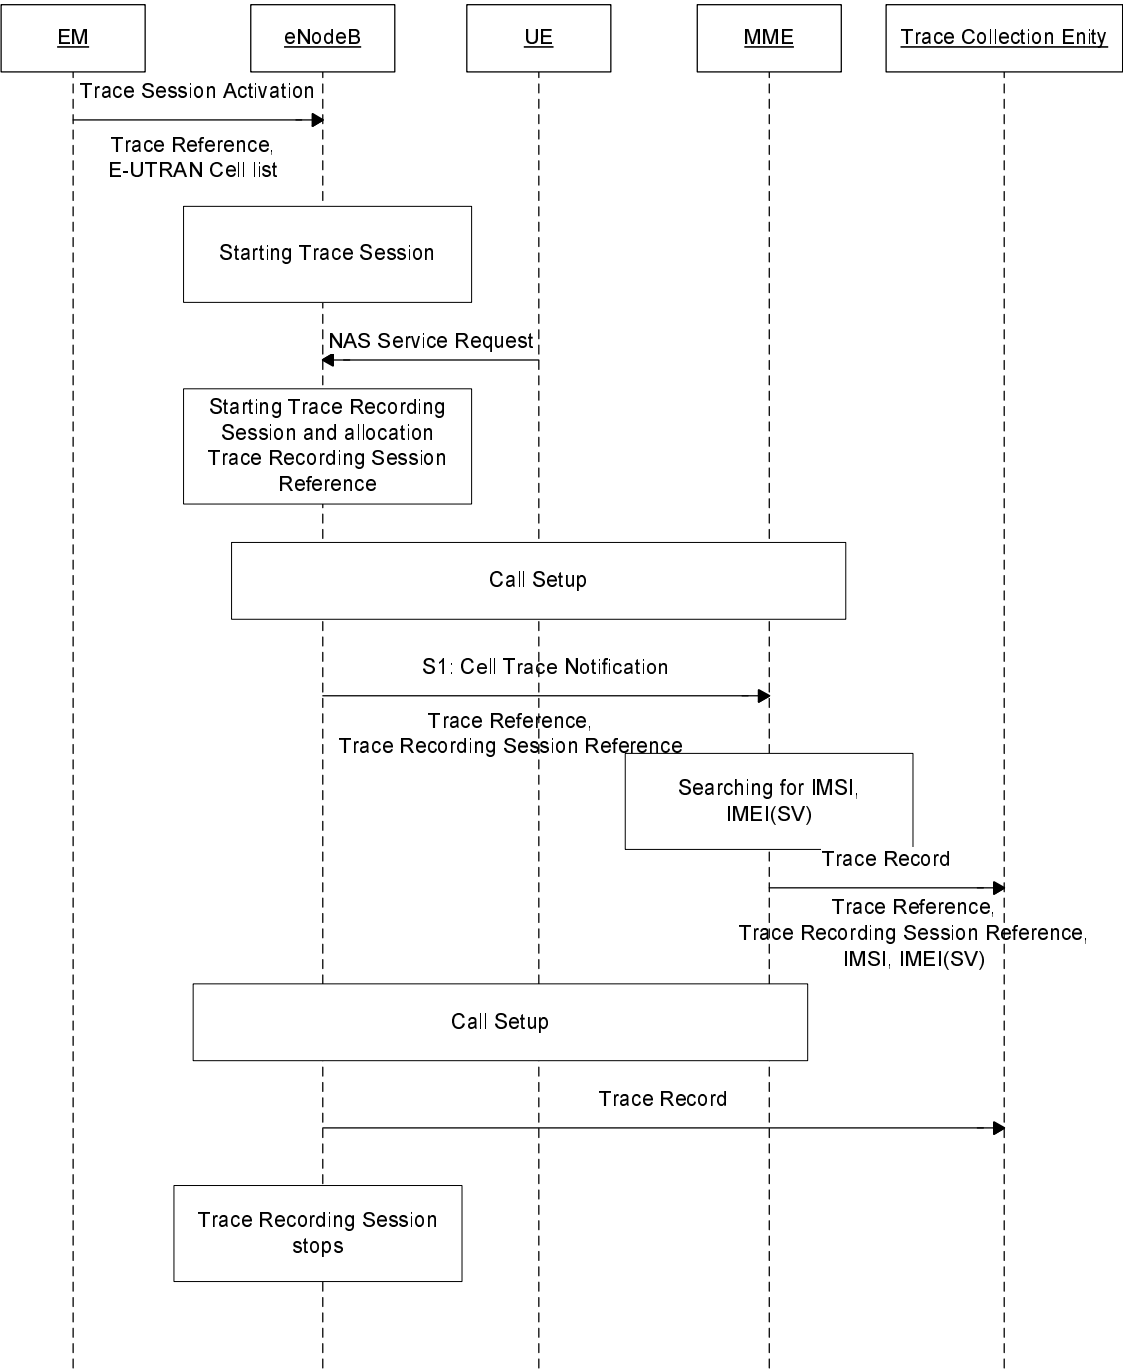 EM
eNodeB
UE
MME
Trace Collection Enity
Trace Session Activation
Trace Reference,
E-UTRAN Cell list
Starting Trace Session
NAS Service Request
Starting Trace Recording
Session and allocation
Trace Recording Session
Reference
Call Setup
S1: Cell Trace Notification
Trace Reference,
Trace Recording Session Reference
Searching for IMSI,
IMEI(SV)
Trace Record
Trace Reference,
Trace Recording Session Reference,
IMSI, IMEI(SV)
Call Setup
Trace Record
Trace Recording Session
stops